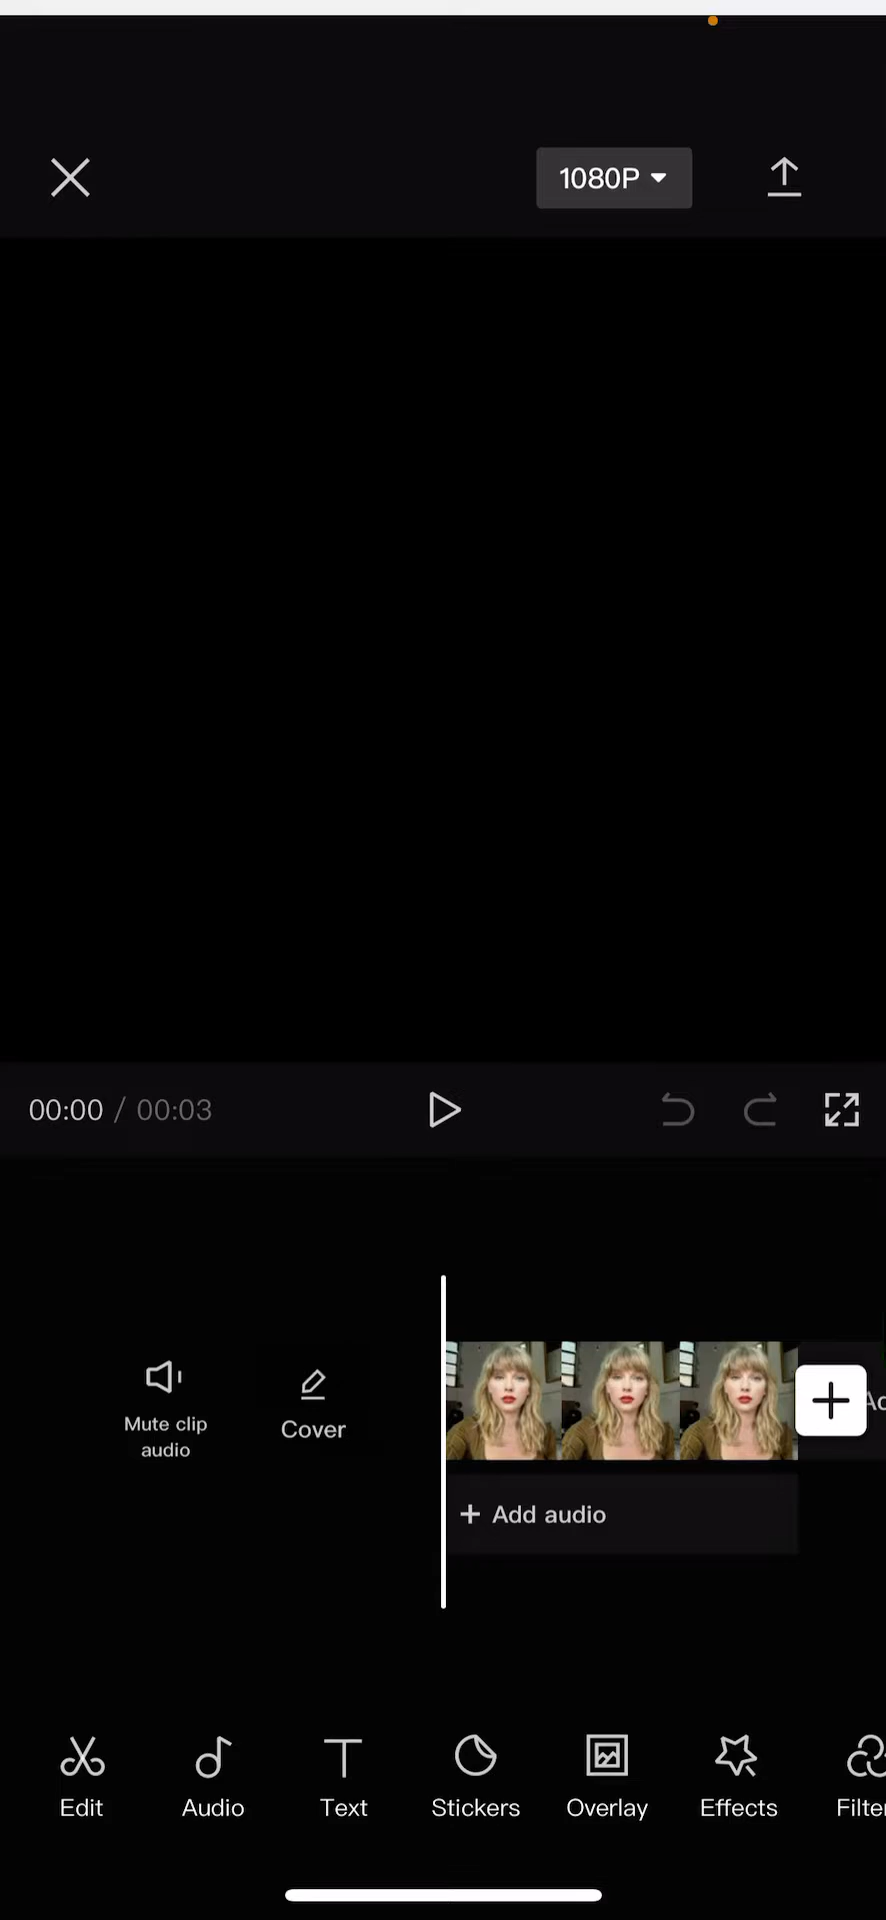 1080P
00:00 / 00:03
Mute clip
audio
Cover
+ Add audio
Edit
Audio
Text
Stickers
Overlay
Effects